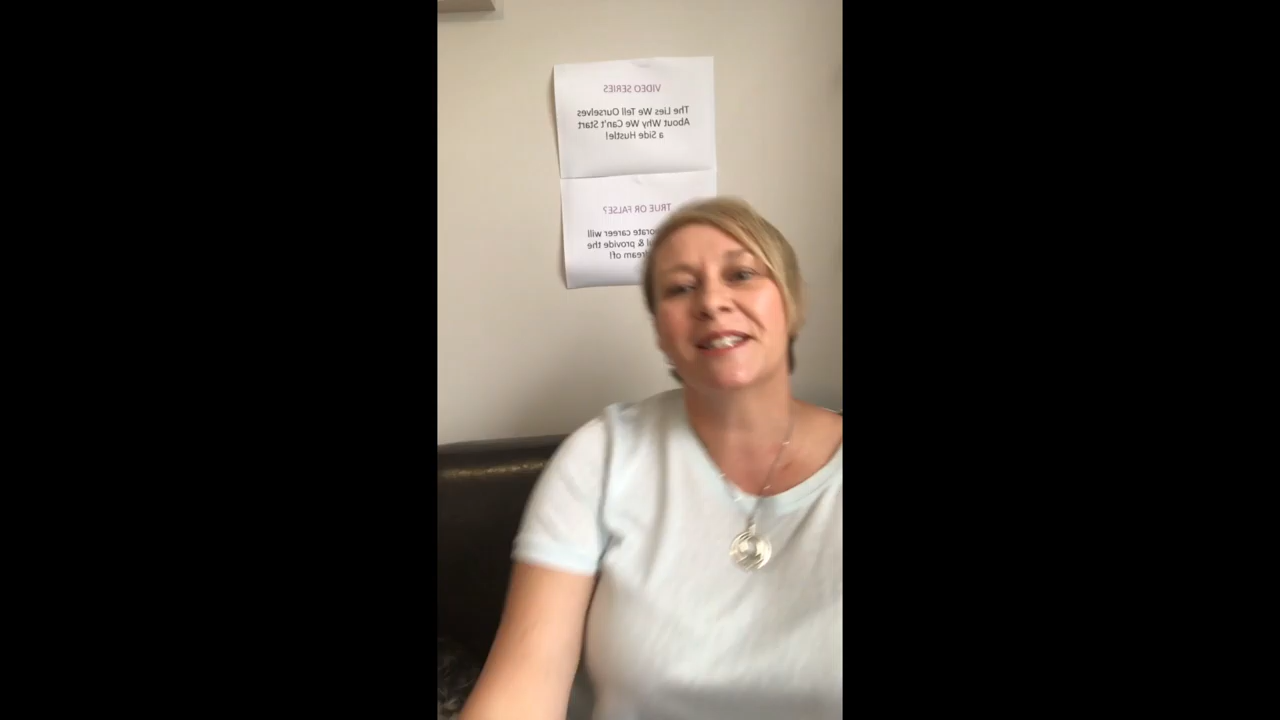 VIDEO SERIES
The Lies We Tell Ourselves
About Why We Can't Start
a Side Hustle!
TRUE OR FALSE?
career will
& provide the
of!